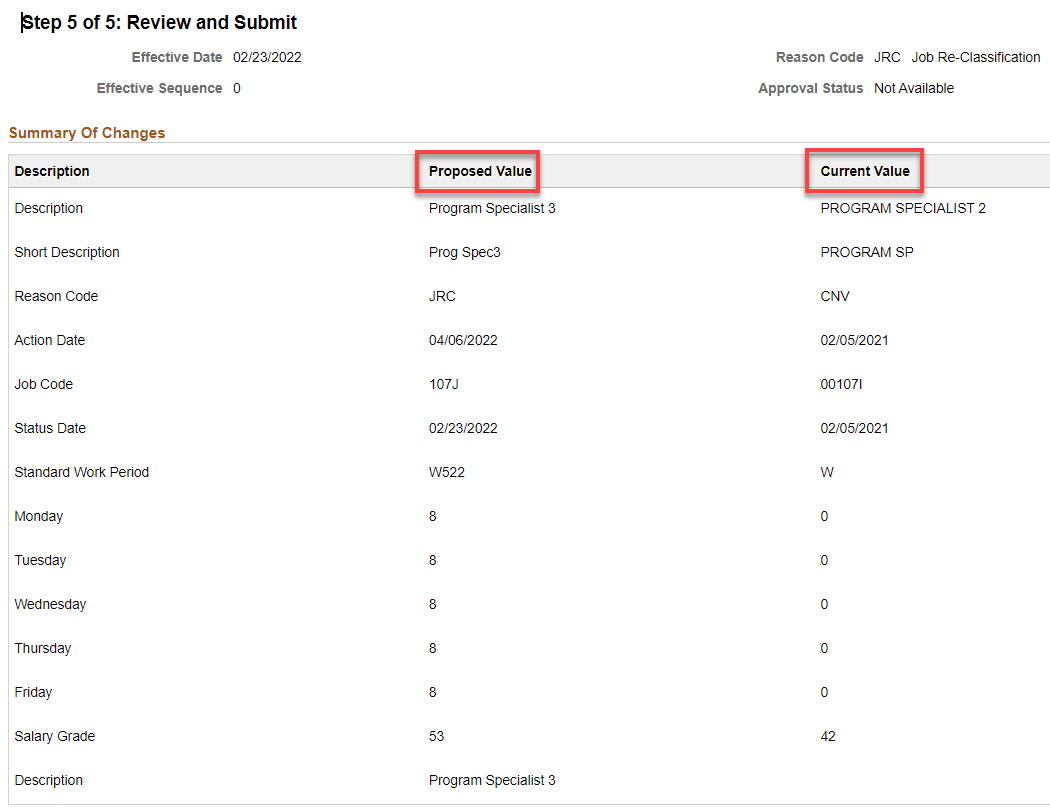 Step 5 of 5: Review and Submit
Effective Date 02/23/2022 Reason Code JRC Job Re-Classification
Effective Sequence 0 Approval Status Not Available
Summary Of Changes
Description Proposed Value Current Value
Description Program Specialist 3 PROGRAM SPECIALIST 2
Short Description Prog Spec3 PROGRAM SP
Reason Code JRC CNV
Action Date 04/06/2022 02/05/2021
Job Code 107J 00107I
Status Date 02/23/2022 02/05/2021
Standard Work Period W522 W
Monday 8 0
Tuesday 8 0
Wednesday 8 0
Thursday 8 0
Friday 8 0
Salary Grade 53 42
Description Program Specialist 3